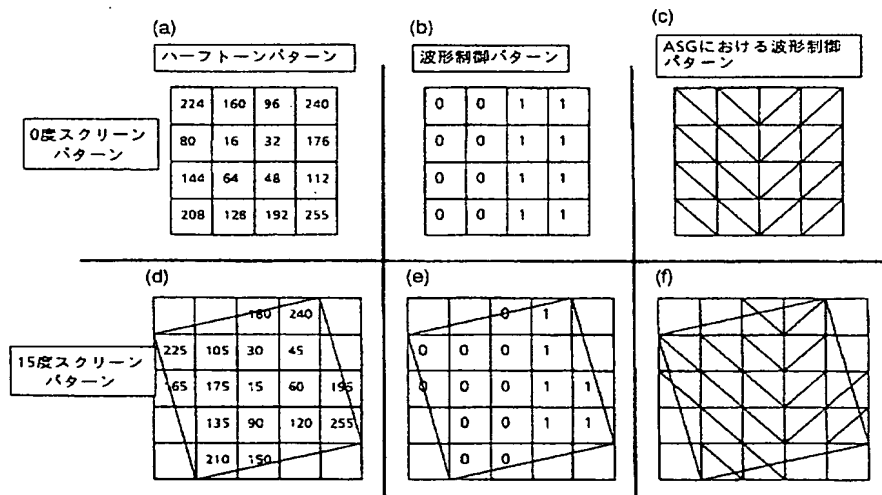 (a)
(b)
(c)
ハーフトーンパターン
波形制御パターン
ASGにおける波形制御
パターン
0度スクリーン
パターン
224 160 96 240
80 16 32 176
144 64 48 112
208 128 192 255
0 0 1 1
0 0 1 1
0 0 1 1
0 0 1 1
(d)
(e)
(f)
15度スクリーン
パターン
180 240
225 105 30 45
165 175 15 60 195
135 90 120 255
210 150
0 1
0 0 0 1
0 0 0 1 1
0 0 1 1
0 0